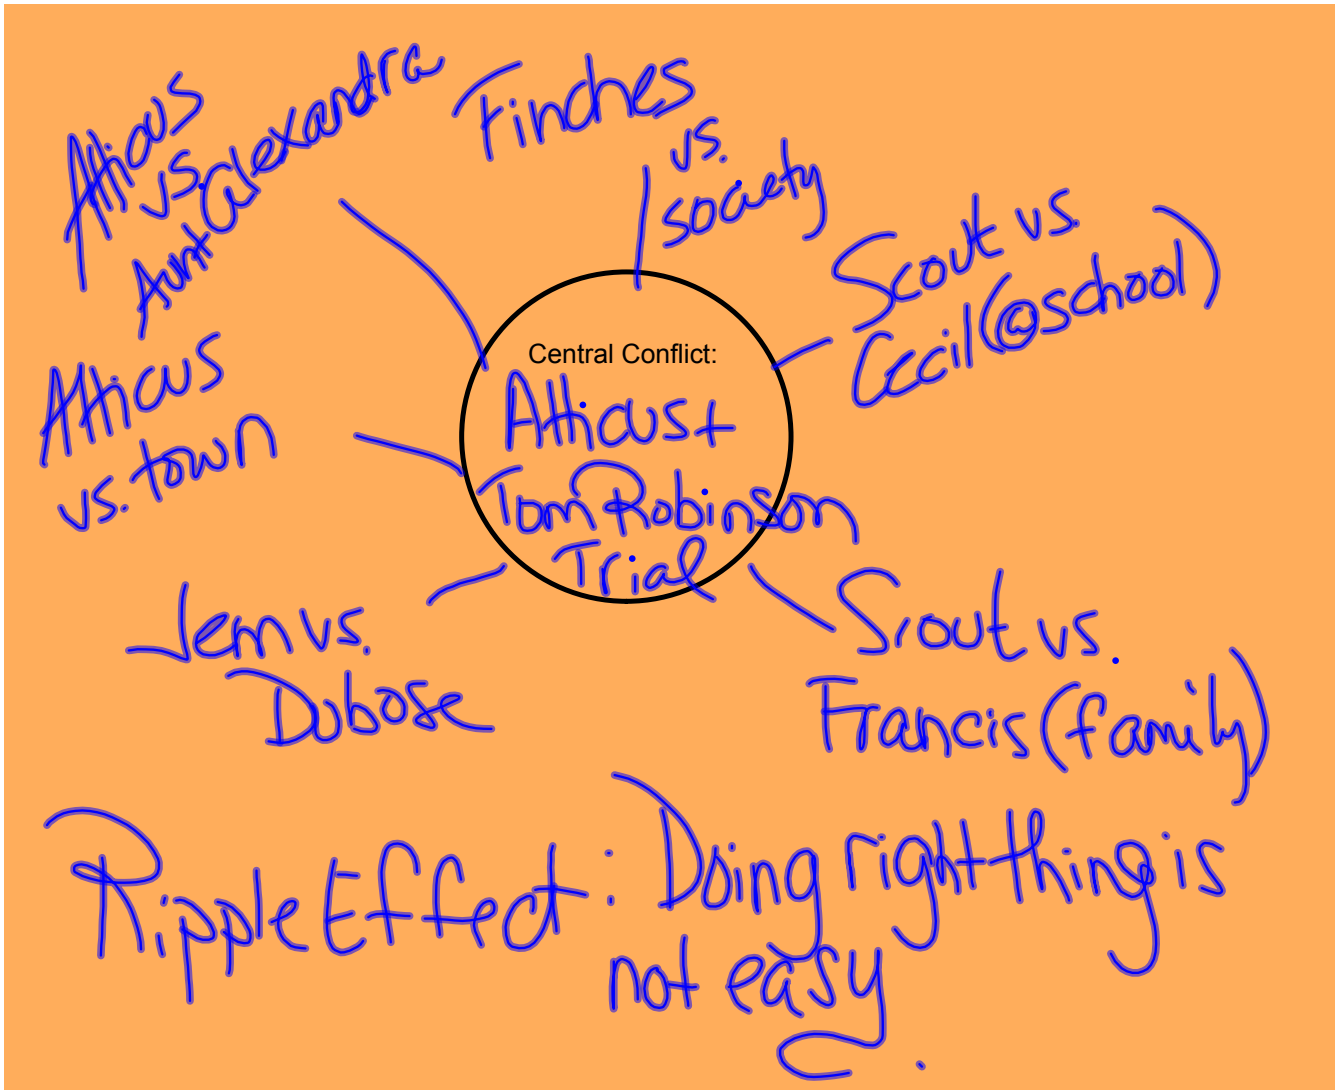 Atticus
vs.
Aunt Alexandra
Finches
vs.
society
Scout vs.
Cecil (@school)
Atticus
vs. town
Central Conflict:
Atticus +
Tom Robinson
Trial
Jem vs.
Dubose
Scout vs.
Francis (family)
Ripple Effect: Doing right thing is
not easy.